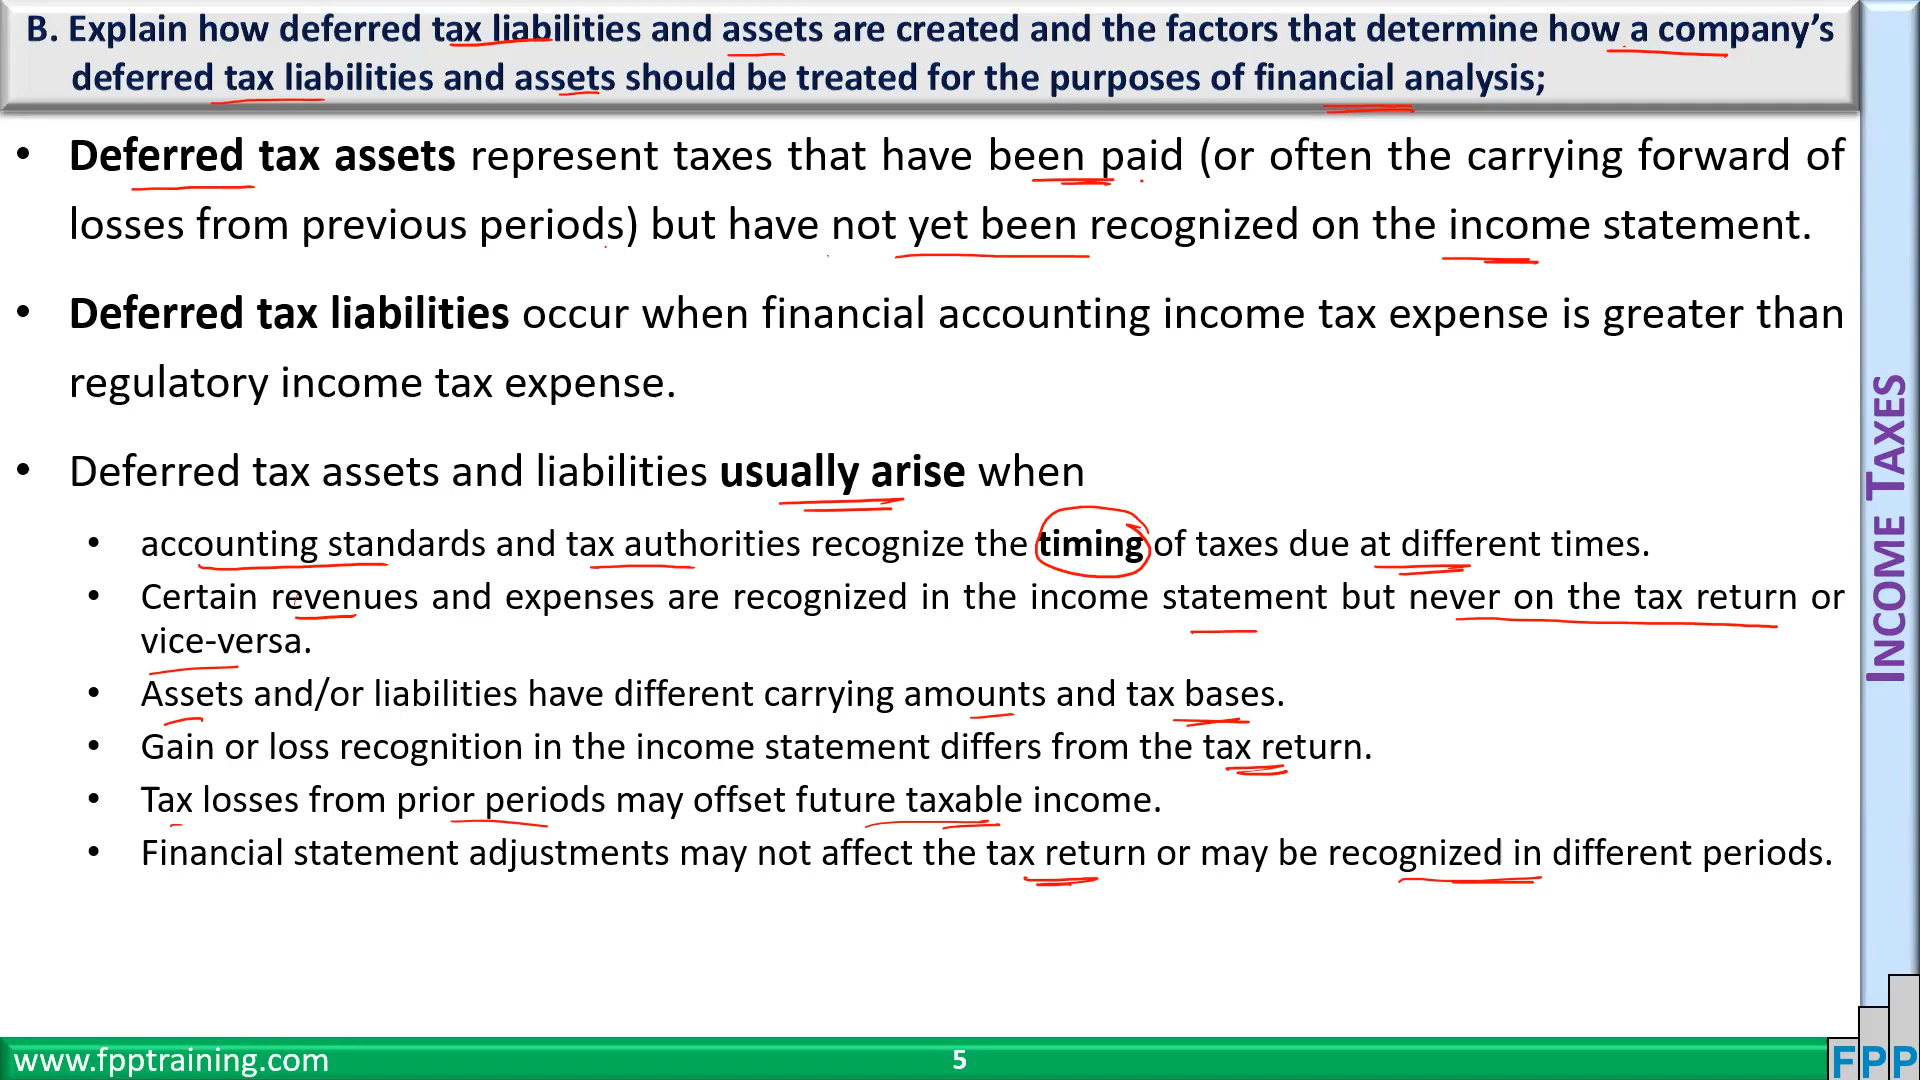 B. Explain how deferred tax liabilities and assets are created and the factors that determine how a company’s
deferred tax liabilities and assets should be treated for the purposes of financial analysis;
• Deferred tax assets represent taxes that have been paid (or often the carrying forward of
losses from previous periods) but have not yet been recognized on the income statement.
• Deferred tax liabilities occur when financial accounting income tax expense is greater than
regulatory income tax expense.
• Deferred tax assets and liabilities usually arise when
• accounting standards and tax authorities recognize the timing of taxes due at different times.
• Certain revenues and expenses are recognized in the income statement but never on the tax return or
vice-versa.
• Assets and/or liabilities have different carrying amounts and tax bases.
• Gain or loss recognition in the income statement differs from the tax return.
• Tax losses from prior periods may offset future taxable income.
• Financial statement adjustments may not affect the tax return or may be recognized in different periods.
INCOME TAXES
www.fpptraining.com
5
FPP